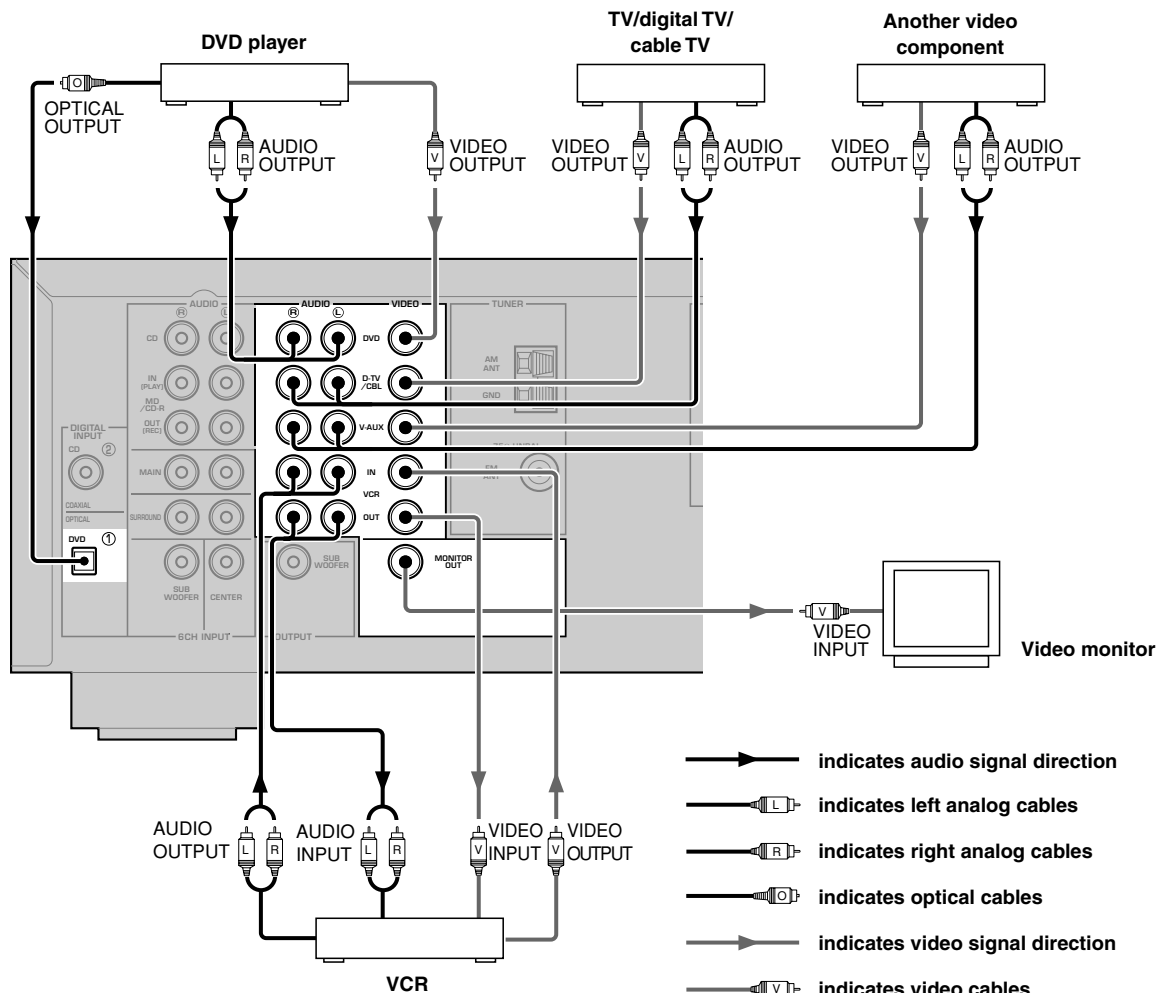 DVD player
TV/digital TV/
cable TV
Another video
component
O
OPTICAL
OUTPUT
L
R
AUDIO
OUTPUT
V
VIDEO
OUTPUT
VIDEO
OUTPUT
V
L
R
AUDIO
OUTPUT
VIDEO
OUTPUT
V
L
R
AUDIO
OUTPUT
AUDIO
R
L
CD
IN
(PLAY)
MD
/CD-R
OUT
(REC)
MAIN
SURROUND
SUB
WOOFER
CENTER
6CH INPUT
DIGITAL
INPUT
CD
2
COAXIAL
OPTICAL
DVD
1
AUDIO
VIDEO
R
L
DVD
D-TV
/CBL
V-AUX
IN
VCR
OUT
SUB
WOOFER
OUTPUT
MONITOR
OUT
TUNER
AM
ANT
GND
FM
ANT
V
VIDEO
INPUT
Video monitor
AUDIO
OUTPUT
L
R
AUDIO
INPUT
L
R
VIDEO
INPUT
V
VIDEO
OUTPUT
V
VCR
indicates audio signal direction
L
indicates left analog cables
R
indicates right analog cables
O
indicates optical cables
indicates video signal direction
V
indicates video cables